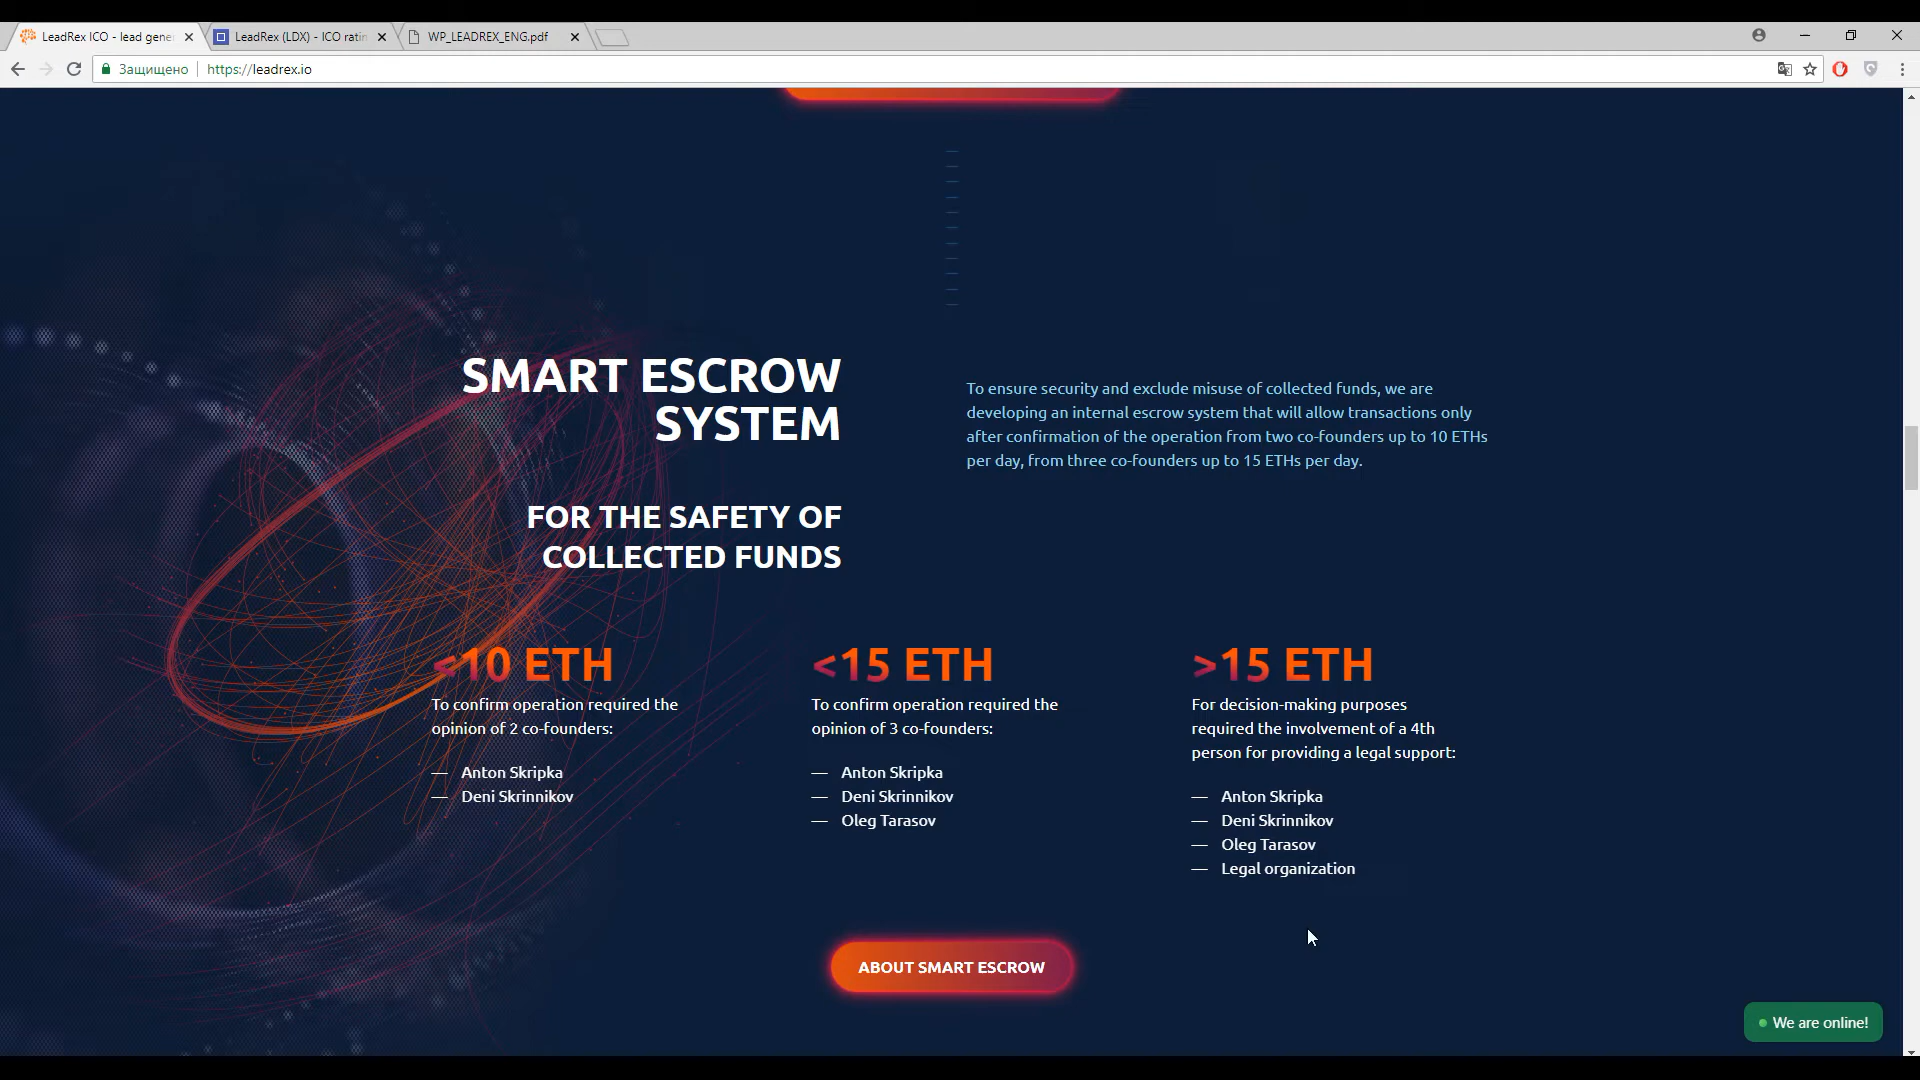 LeadRex ICO - lead gene
LeadRex (LDX) - ICO ratin
WP_LEADREX_ENG.pdf
Защищено
https://leadrex.io
SMART ESCROW
SYSTEM
To ensure security and exclude misuse of collected funds, we are
developing an internal escrow system that will allow transactions only
after confirmation of the operation from two co-founders up to 10 ETHs
per day, from three co-founders up to 15 ETHs per day.
FOR THE SAFETY OF
COLLECTED FUNDS
<10 ETH
To confirm operation required the
opinion of 2 co-founders:
— Anton Skripka
— Deni Skrinnikov
<15 ETH
To confirm operation required the
opinion of 3 co-founders:
— Anton Skripka
— Deni Skrinnikov
— Oleg Tarasov
>15 ETH
For decision-making purposes
required the involvement of a 4th
person for providing a legal support:
— Anton Skripka
— Deni Skrinnikov
— Oleg Tarasov
— Legal organization
ABOUT SMART ESCROW
We are online!